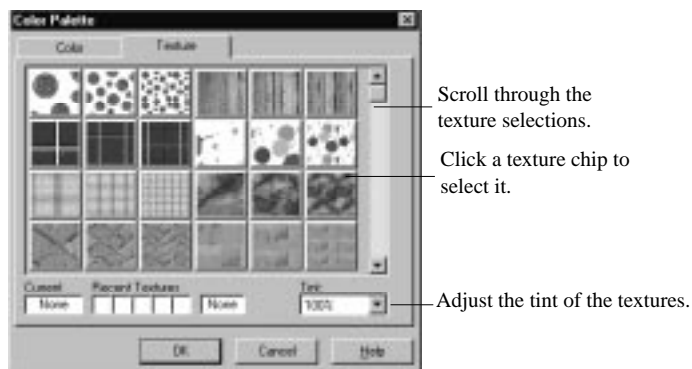 Color Palette
Color
Texture
Scroll through the
texture selections.
Click a texture chip to
select it.
Current
Recent Textures
Tint:
None
None
100%
Adjust the tint of the textures.
OK
Cancel
Help